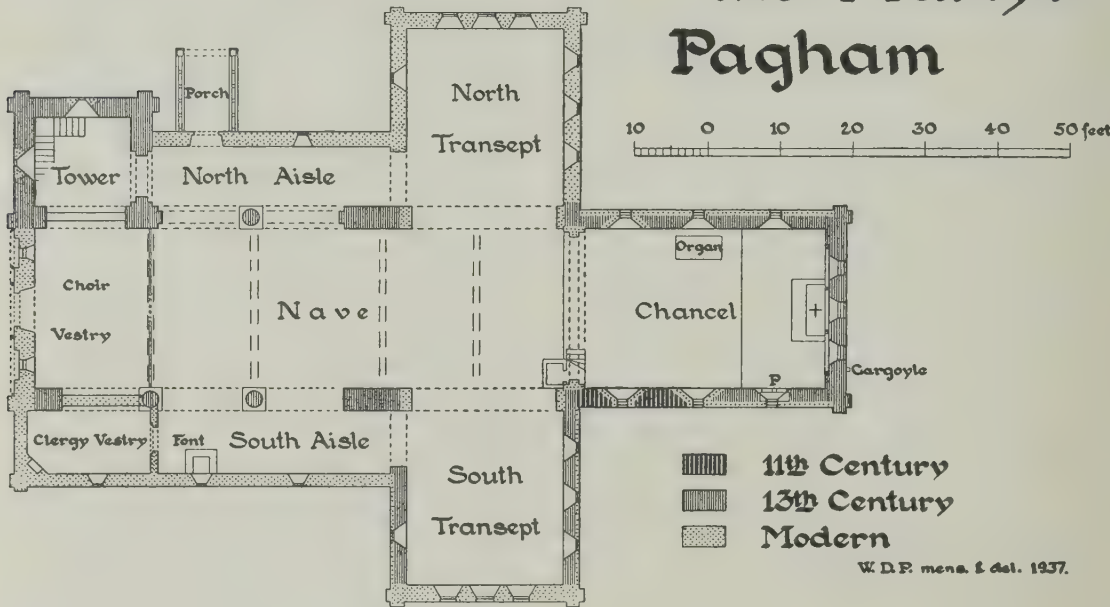 Pagham
10 0 10 20 30 40 50 feet
Porch
North
Transept
Tower North Aisle
Organ
Choir
Vestry
Nave
Chancel
P
Gargoyle
Clergy Vestry Font South Aisle
South
Transept
11th Century
13th Century
Modern
W. D. P. mens. & del. 1937.